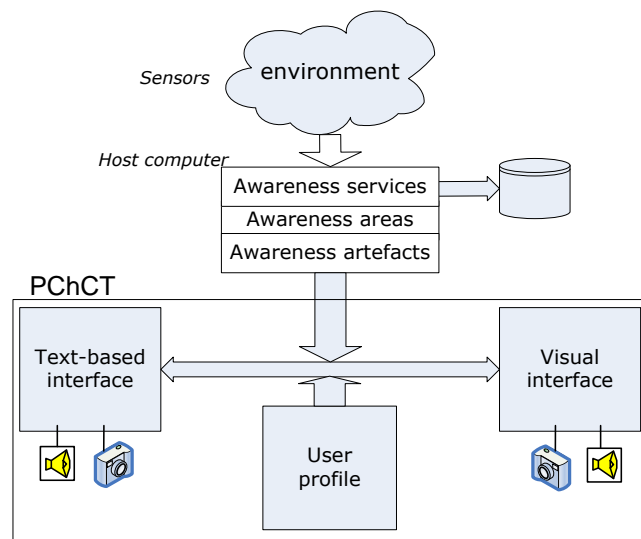 Sensors
environment
Host computer
Awareness services
Awareness areas
Awareness artefacts
PChCT
Text-based
interface
Visual
interface
User
profile